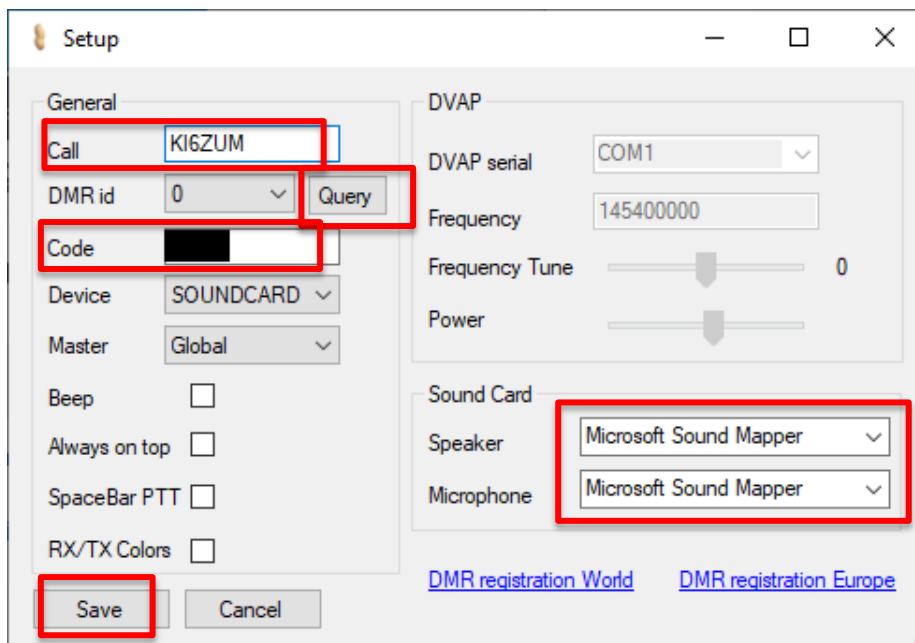 Setup
General
Call KI6ZUM
DMR id 0 Query
Code
Device SOUNDCARD
Master Global
Beep
Always on top
SpaceBar PTT
RX/TX Colors
Save Cancel
DVAP
DVAP serial COM1
Frequency 145400000
Frequency Tune 0
Power
Sound Card
Speaker Microsoft Sound Mapper
Microphone Microsoft Sound Mapper
DMR registration World DMR registration Europe